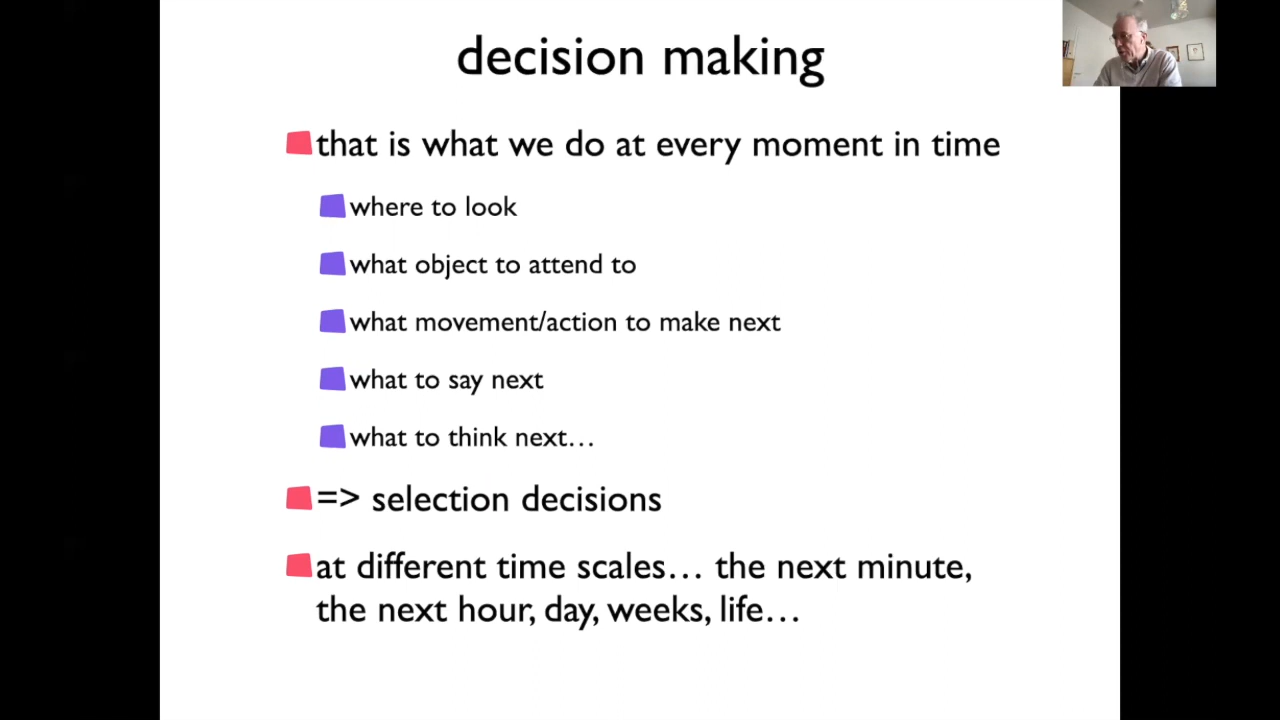 decision making
that is what we do at every moment in time
where to look
what object to attend to
what movement/action to make next
what to say next
what to think next…
=> selection decisions
at different time scales… the next minute,
the next hour, day, weeks, life…